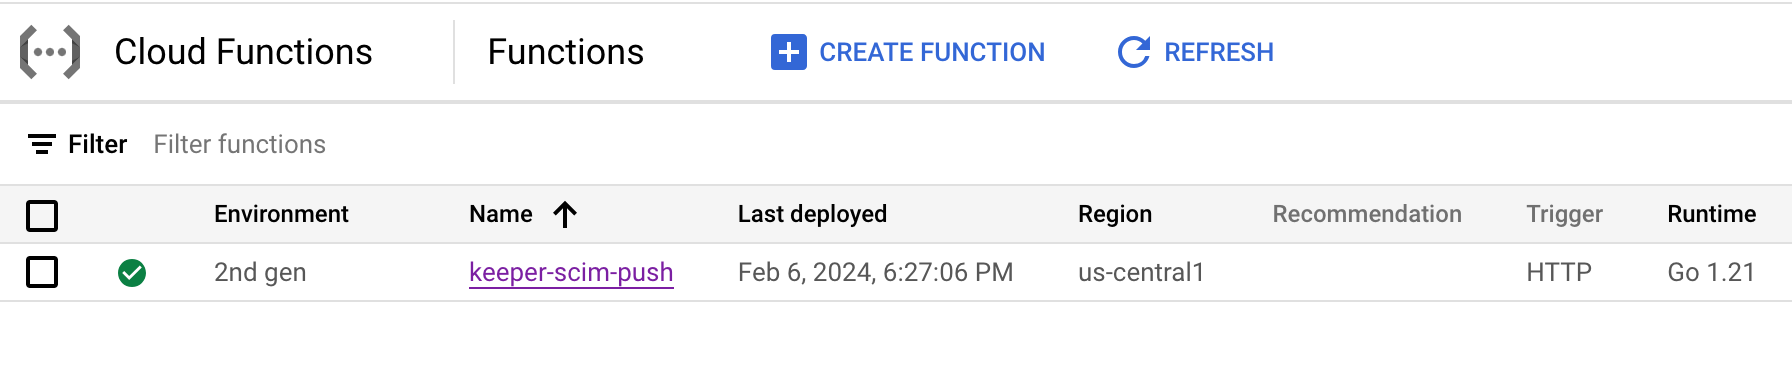 Cloud Functions Functions CREATE FUNCTION REFRESH
Filter Filter functions
Environment Name Last deployed Region Recommendation Trigger Runtime
2nd gen keeper-scim-push Feb 6, 2024, 6:27:06 PM us-central1 HTTP Go 1.21